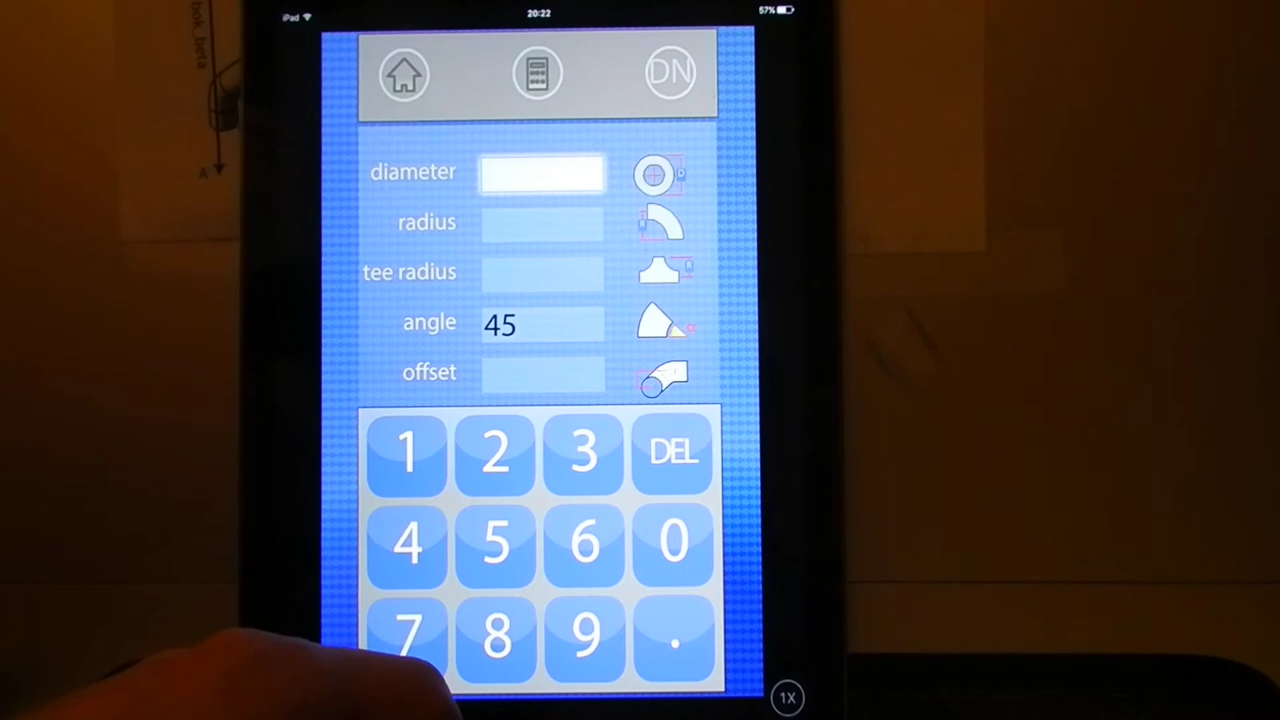 iPad
20:22
57%
bok_beta
A
DN
diameter
D
radius
tee radius
angle
45
offset
1 2 3 DEL
4 5 6 0
7 8 9 .
1X